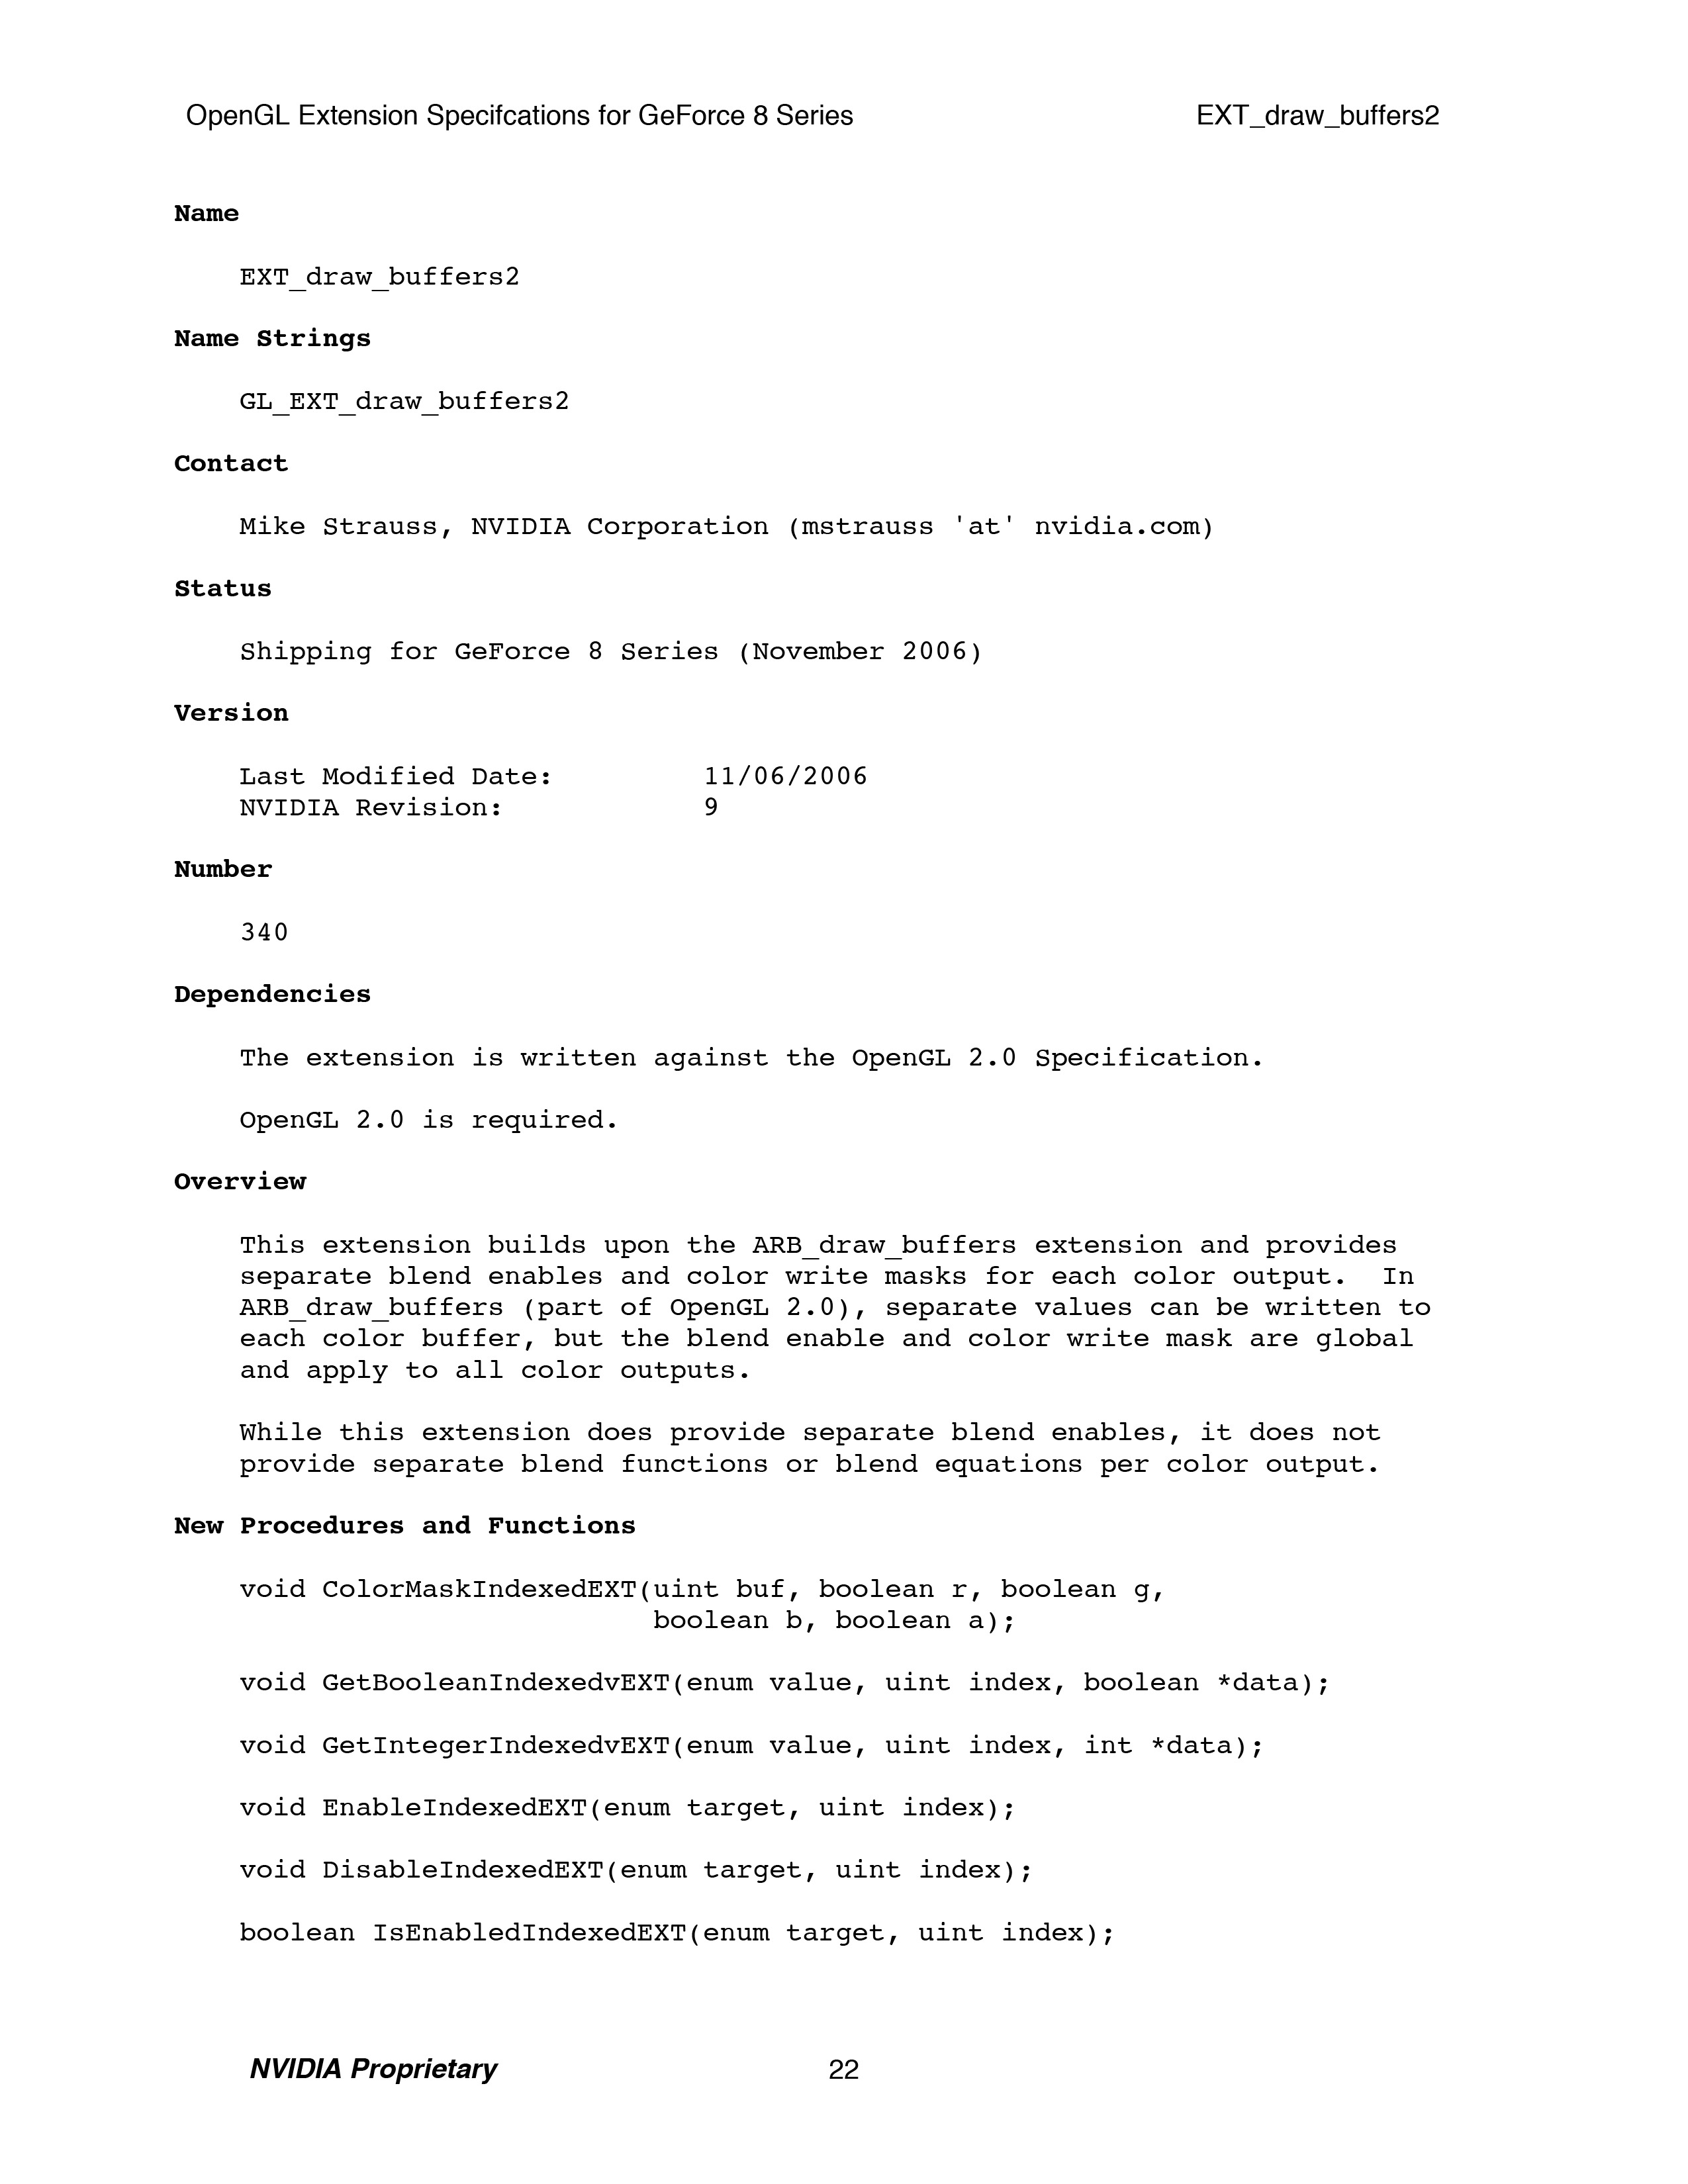 OpenGL Extension Specifcations for GeForce 8 Series EXT_draw_buffers2
Name
EXT_draw_buffers2
Name Strings
GL_EXT_draw_buffers2
Contact
Mike Strauss, NVIDIA Corporation (mstrauss 'at' nvidia.com)
Status
Shipping for GeForce 8 Series (November 2006)
Version
Last Modified Date: 11/06/2006
NVIDIA Revision: 9
Number
340
Dependencies
The extension is written against the OpenGL 2.0 Specification.
OpenGL 2.0 is required.
Overview
This extension builds upon the ARB_draw_buffers extension and provides
separate blend enables and color write masks for each color output. In
ARB_draw_buffers (part of OpenGL 2.0), separate values can be written to
each color buffer, but the blend enable and color write mask are global
and apply to all color outputs.
While this extension does provide separate blend enables, it does not
provide separate blend functions or blend equations per color output.
New Procedures and Functions
void ColorMaskIndexedEXT(uint buf, boolean r, boolean g,
boolean b, boolean a);
void GetBooleanIndexedvEXT(enum value, uint index, boolean *data);
void GetIntegerIndexedvEXT(enum value, uint index, int *data);
void EnableIndexedEXT(enum target, uint index);
void DisableIndexedEXT(enum target, uint index);
boolean IsEnabledIndexedEXT(enum target, uint index);
NVIDIA Proprietary 22